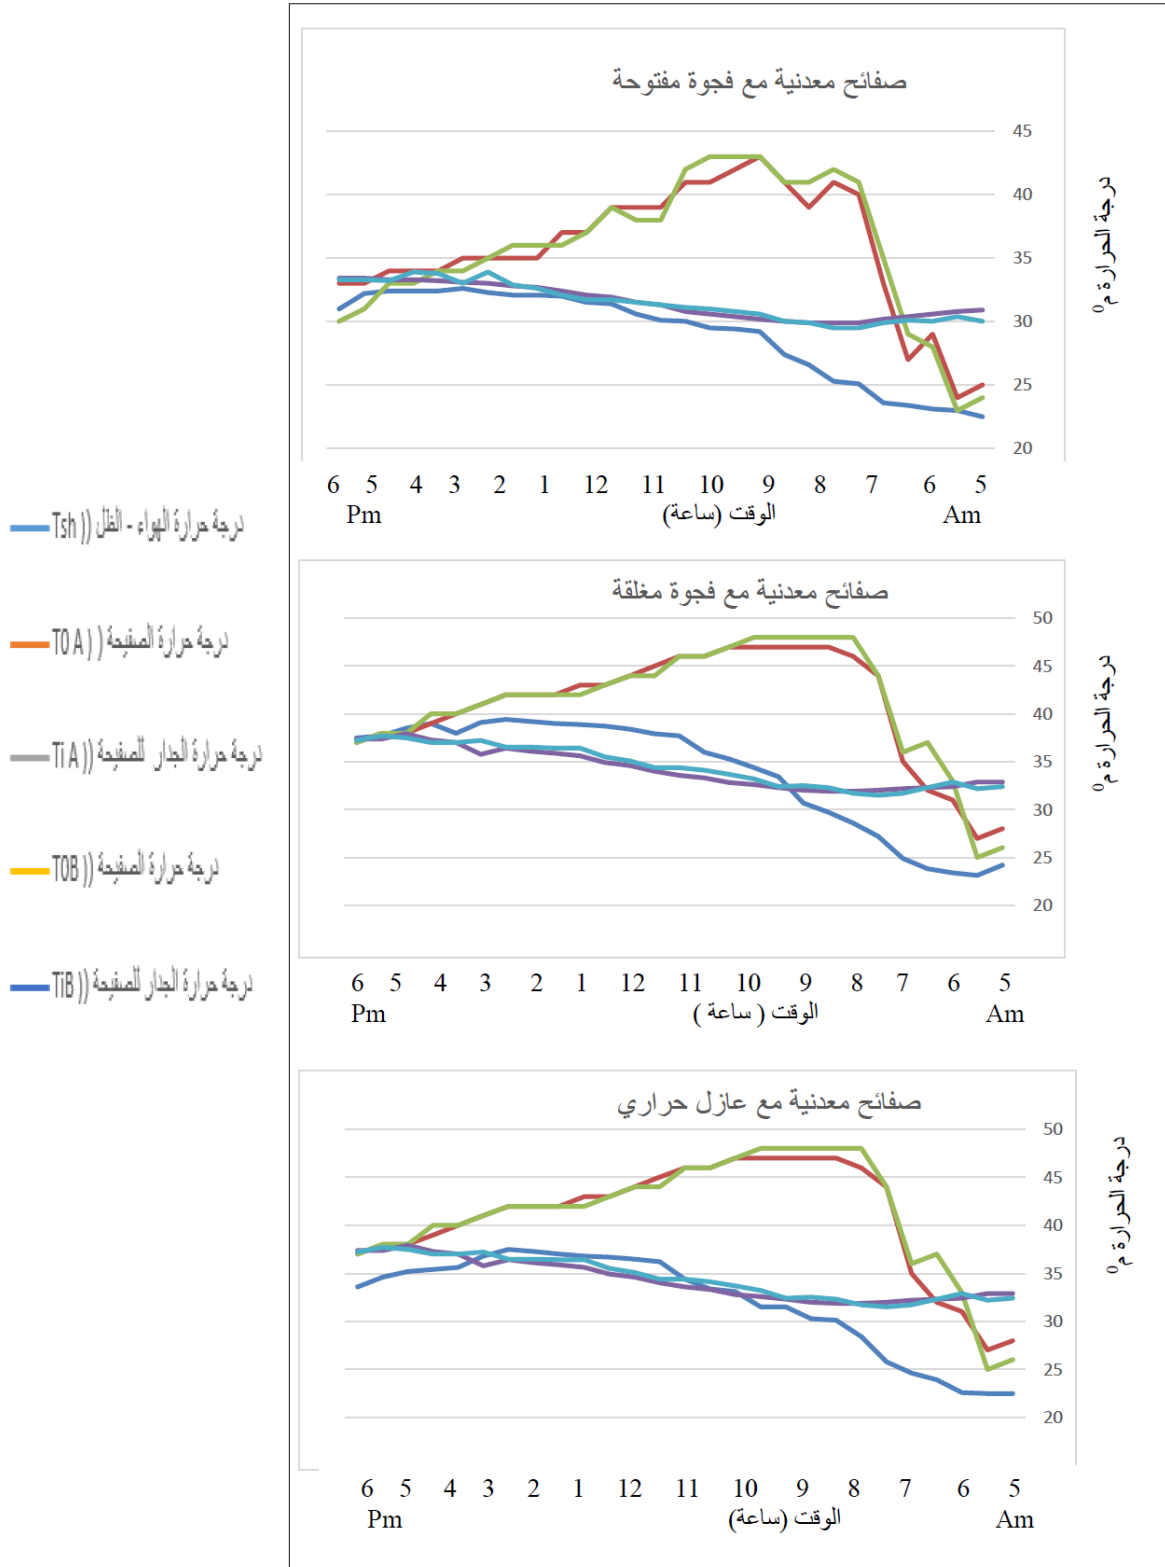 صفائح معدنية مع فجوة مفتوحة
45
40
35
30
25
20
درجة الحرارة م0
6 5 4 3 2 1 12 11 10 9 8 7 6 5
Pm الوقت (ساعة) Am
صفائح معدنية مع فجوة مغلقة
50
45
40
35
30
25
20
درجة الحرارة م0
6 5 4 3 2 1 12 11 10 9 8 7 6 5
Pm الوقت ( ساعة ) Am
صفائح معدنية مع عازل حراري
50
45
40
35
30
25
20
درجة الحرارة م0
6 5 4 3 2 1 12 11 10 9 8 7 6 5
Pm الوقت (ساعة) Am
درجة حرارة الهواء - الظل (( Tsh
درجة حرارة الصفيحة ( ( T0 A
درجة حرارة الجدار للصفيحة (( Ti A
درجة حرارة الصفيحة (( T0B
درجة حرارة الجدار للصفيحة (( TiB